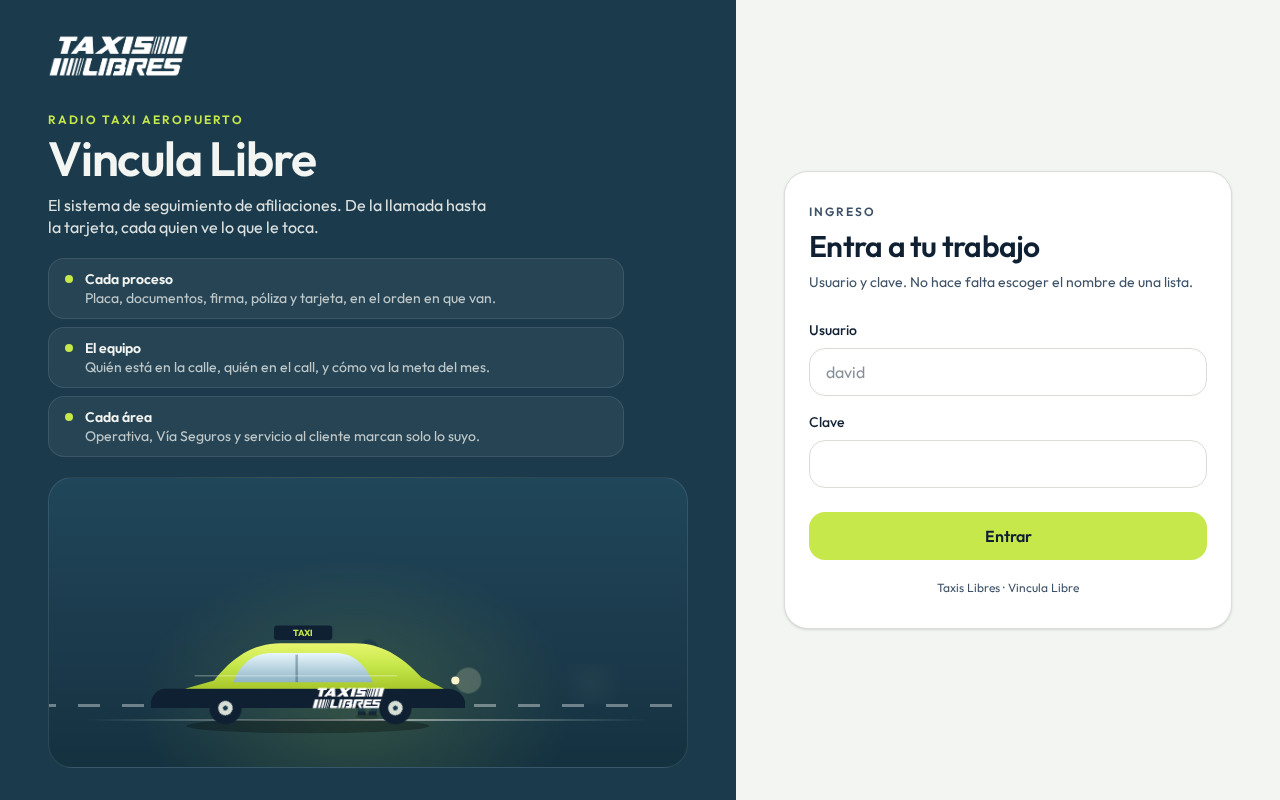 TAXIS
LIBRES
RADIO TAXI AEROPUERTO
Vincula Libre
El sistema de seguimiento de afiliaciones. De la llamada hasta
la tarjeta, cada quien ve lo que le toca.
Cada proceso
Placa, documentos, firma, póliza y tarjeta, en el orden en que van.
El equipo
Quién está en la calle, quién en el call, y cómo va la meta del mes.
Cada área
Operativa, Vía Seguros y servicio al cliente marcan solo lo suyo.
TAXI
TAXIS
LIBRES
INGRESO
Entra a tu trabajo
Usuario y clave. No hace falta escoger el nombre de una lista.
Usuario
david
Clave
Entrar
Taxis Libres · Vincula Libre